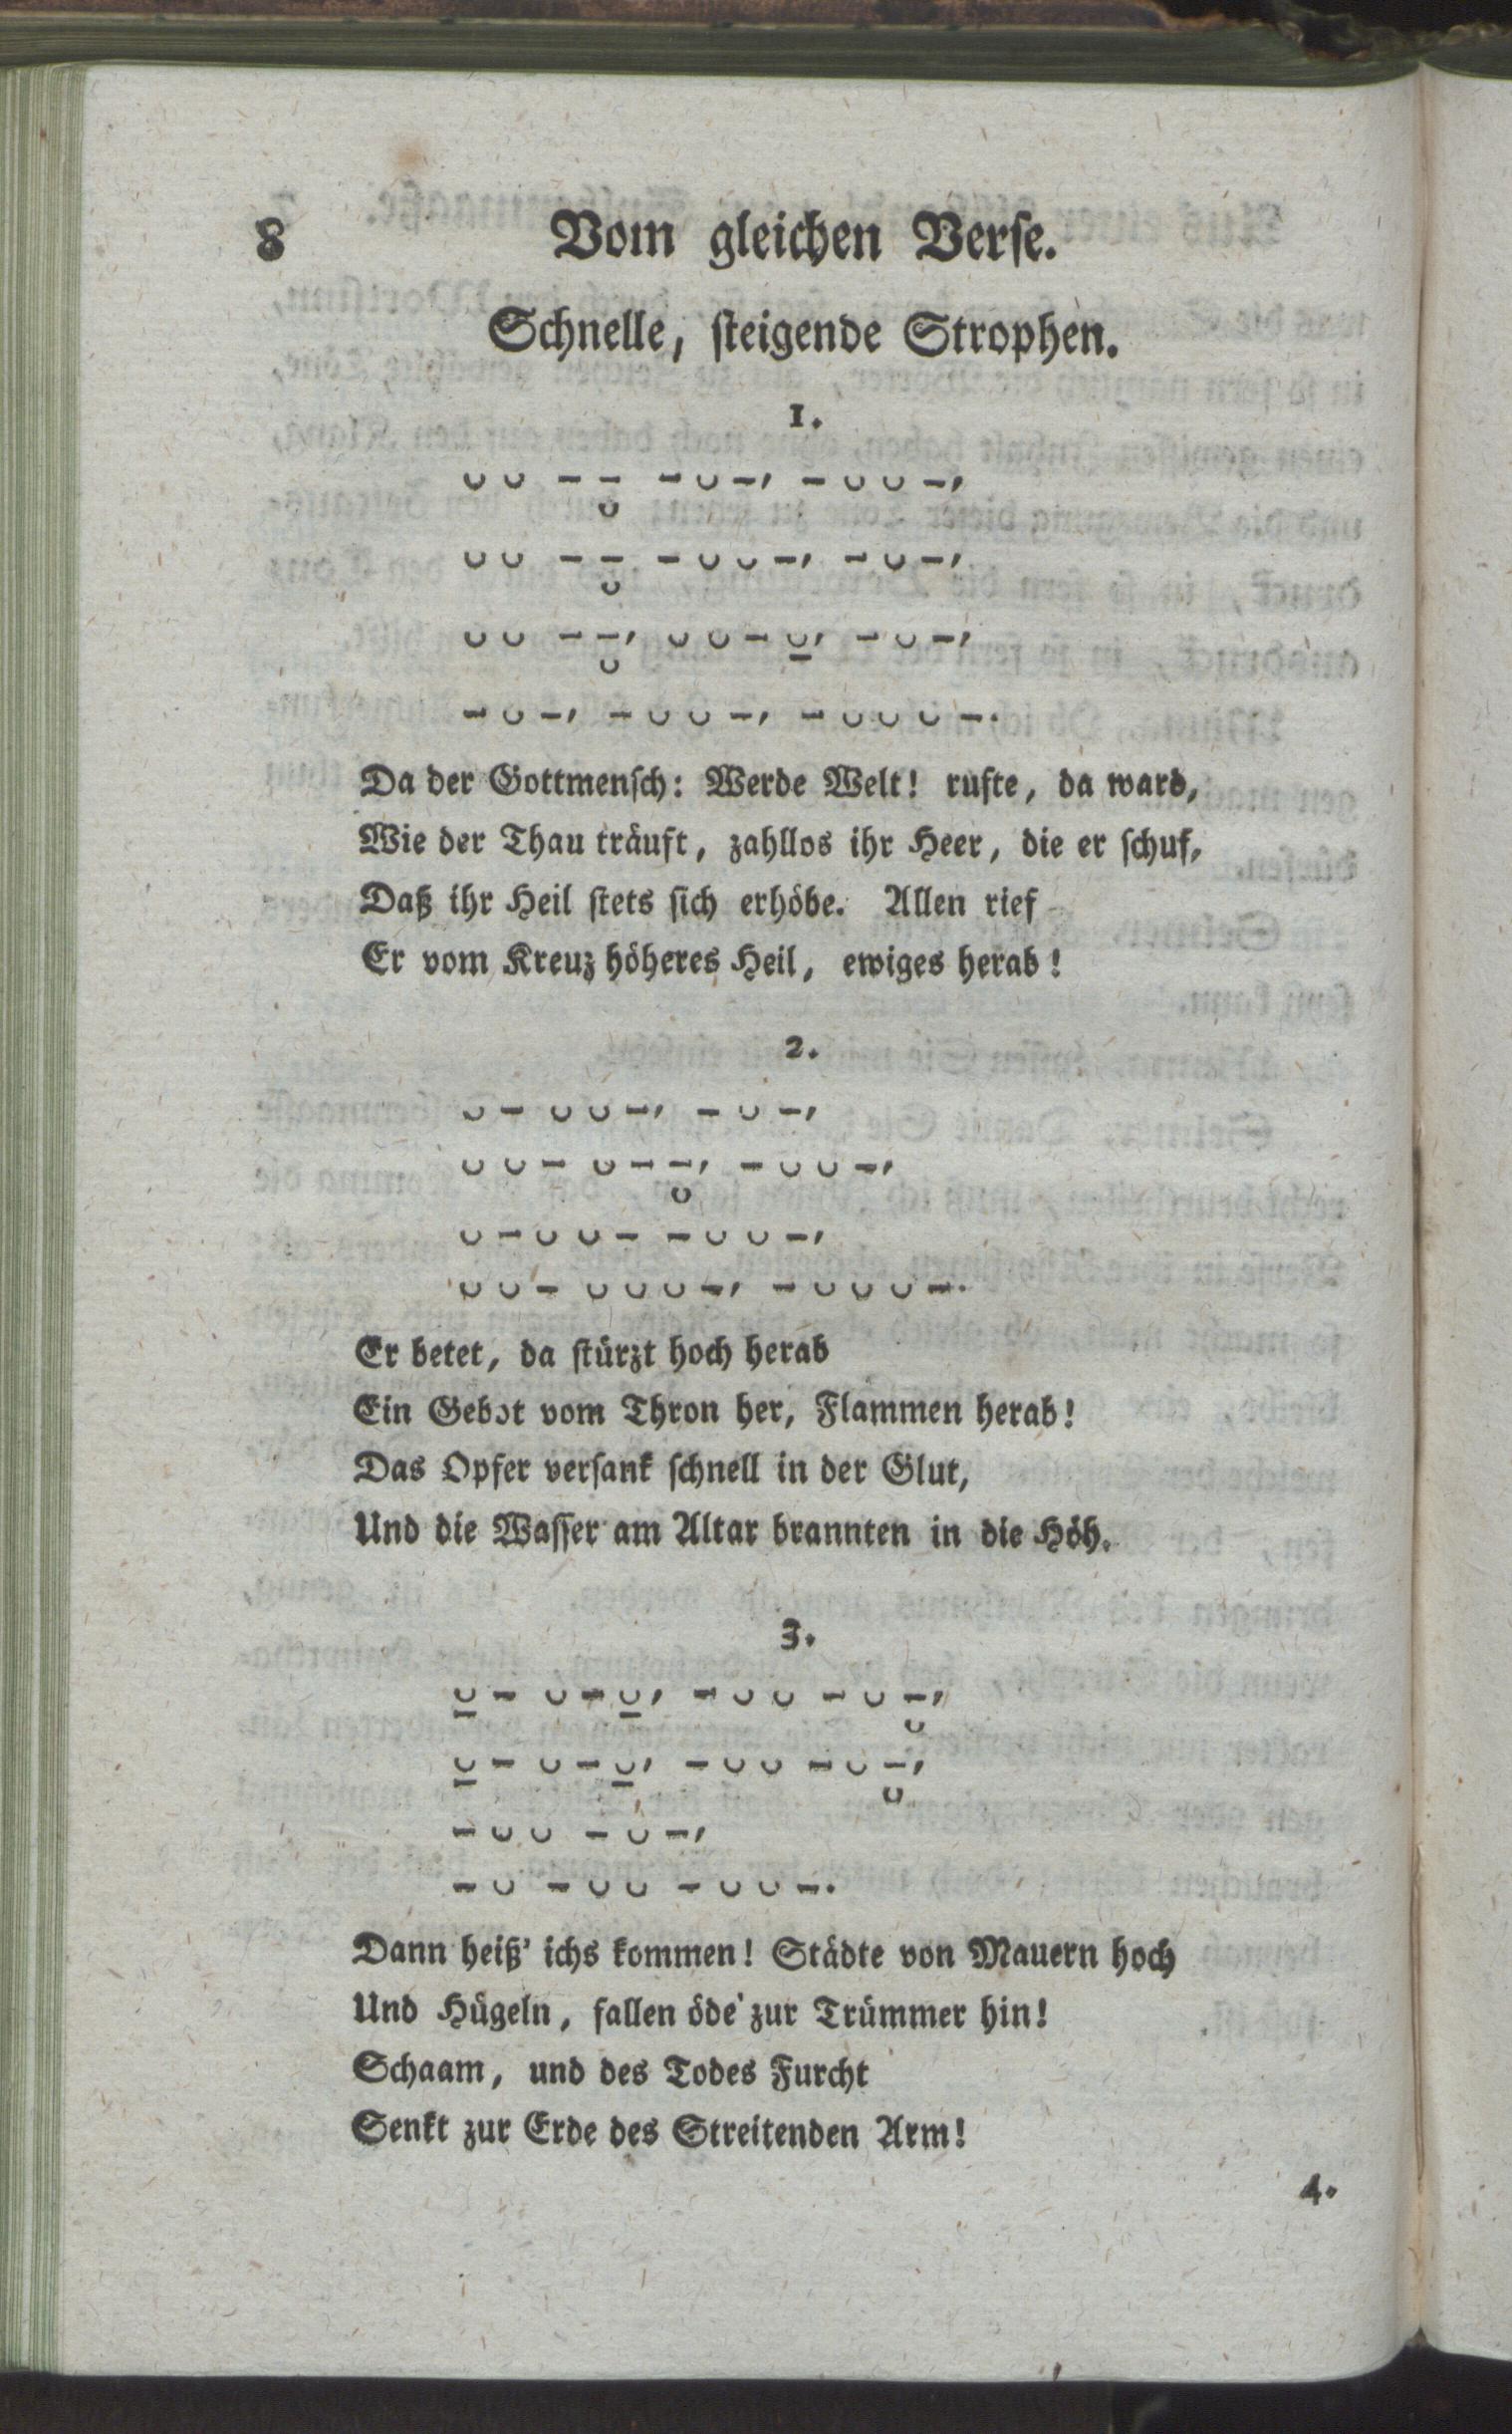 8 Vom gleichen Verse.
Schnelle, ſteigende Strophen.
1.
◡ ◡ – –̮ – ◡ –, – ◡ ◡ –,
◡ ◡ – –̮ – ◡ ◡ –, – ◡ –,
◡ ◡ – –̮, ◡ ◡ – ◡̱, – ◡ –,
– ◡ –, – ◡ ◡ –, – ◡ ◡ ◡ –.
Da der Gottmenſch: Werde Welt! rufte, da ward,
Wie der Thau träuft, zahllos ihr Heer, die er ſchuf,
Daß ihr Heil ſtets ſich erhöbe. Allen rief
Er vom Kreuz höheres Heil, ewiges herab!
2.
◡ – ◡ ◡ –, – ◡ –,
◡ ◡ – ◡ – –̮, – ◡ ◡ –,
◡ – ◡ ◡ – – ◡ ◡ –,
◡ ◡ – ◡ ◡ ◡ –, – ◡ ◡ ◡ –.
Er betet, da ſtürzt hoch herab
Ein Gebot vom Thron her, Flammen herab!
Das Opfer verſank ſchnell in der Glut,
Und die Waſſer am Altar brannten in die Höh.
3.
◡̱ – ◡ – ◡̱, – ◡ ◡ – ◡ –̮,
◡̱ – ◡ – ◡̱, – ◡ ◡ – ◡ –̮,
– ◡ ◡ – ◡ –,
– ◡ – ◡ ◡ – ◡ ◡ –.
Dann heiß' ichs kommen! Städte von Mauern hoch
Und Hügeln, fallen öde' zur Trümmer hin!
Schaam, und des Todes Furcht
Senkt zur Erde des Streitenden Arm!
4.